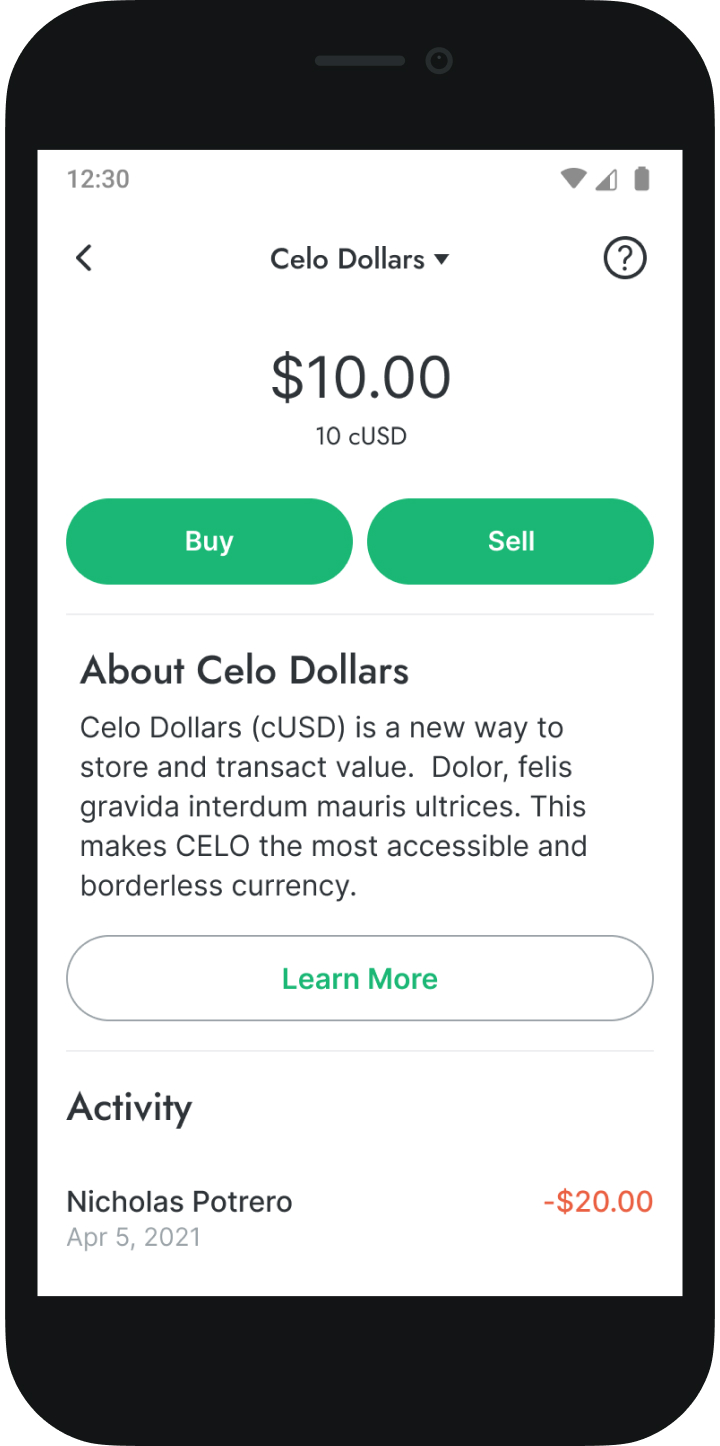 12:30
Celo Dollars
$10.00
10 cUSD
Buy
Sell
About Celo Dollars
Celo Dollars (cUSD) is a new way to
store and transact value.  Dolor, felis
gravida interdum mauris ultrices. This
makes CELO the most accessible and
borderless currency.
Learn More
Activity
Nicholas Potrero
-$20.00
Apr 5, 2021